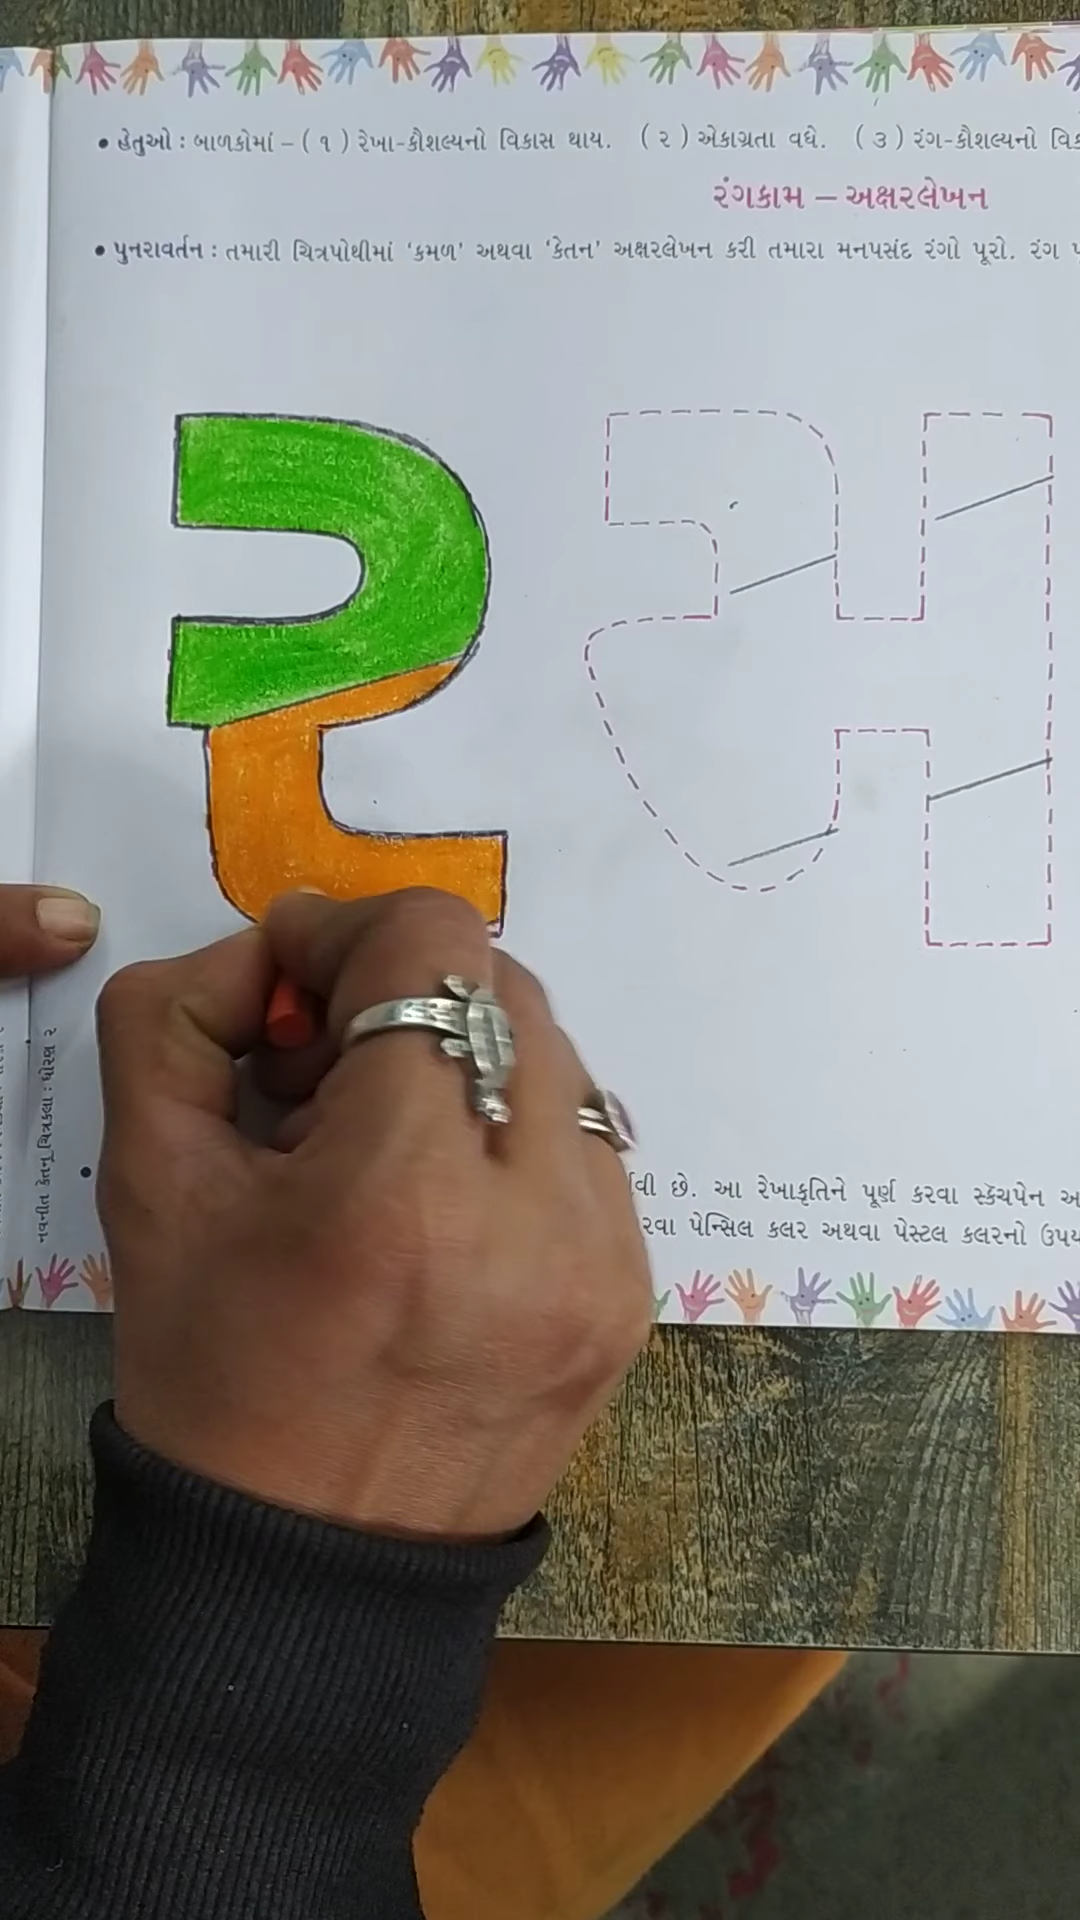 • હેતુઓ : બાળકોમાં – ( ૧ ) રેખા-કૌશલ્યનો વિકાસ થાય. ( ૨ ) એકાગ્રતા વધે. ( ૩ ) રંગ-કૌશલ્યનો
રંગકામ – અક્ષરલેખન
• પુનરાવર્તન : તમારી ચિત્રપોથીમાં ‘કમળ’ અથવા ‘કેતન’ અક્ષરલેખન કરી તમારા મનપસંદ રંગો પૂરો. રંગ
ક મ
છે. આ રેખાકૃતિને પૂર્ણ કરવા સ્કૅચપેન
પેન્સિલ કલર અથવા પેસ્ટલ કલરનો
નવનીત કેતનૂ ચિત્રકલા : ધોરણ ૨